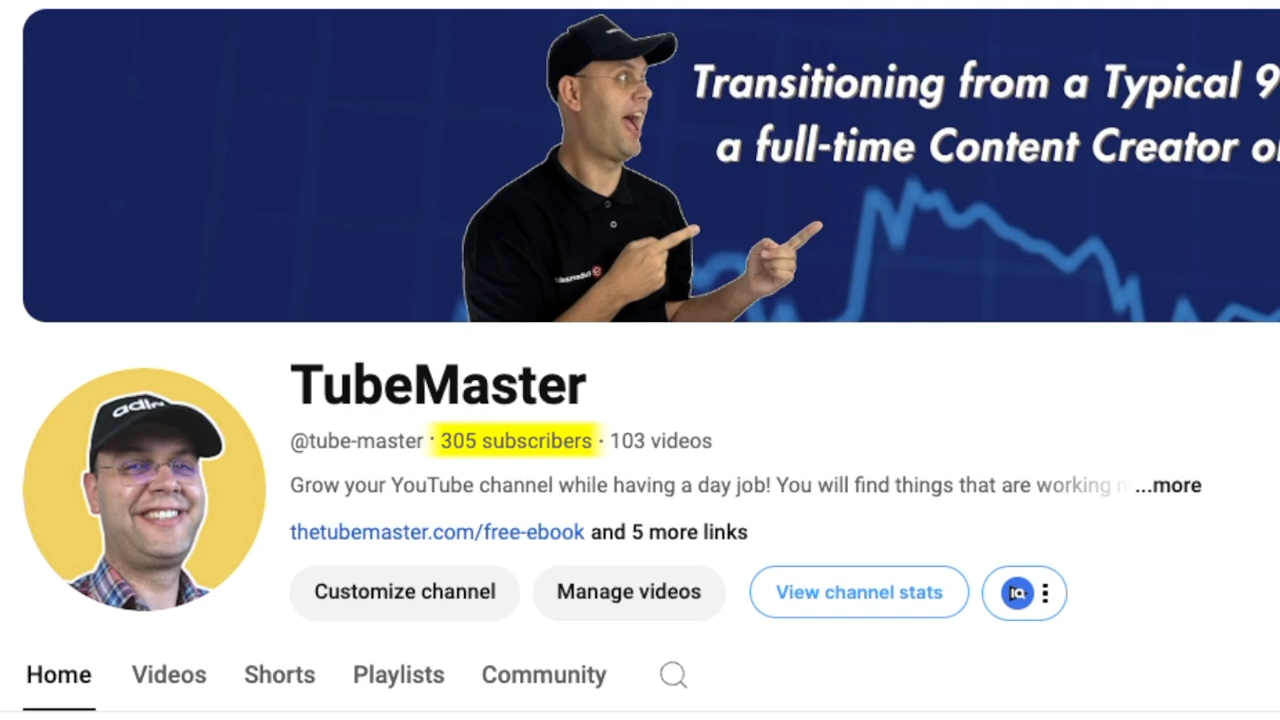 Transitioning from a Typical 9
a full-time Content Creator o
TubeMaster
@tube-master · 305 subscribers · 103 videos
Grow your YouTube channel while having a day job! You will find things that are working ...more
thetubemaster.com/free-ebook and 5 more links
Customize channel
Manage videos
View channel stats
IQ
Home
Videos
Shorts
Playlists
Community